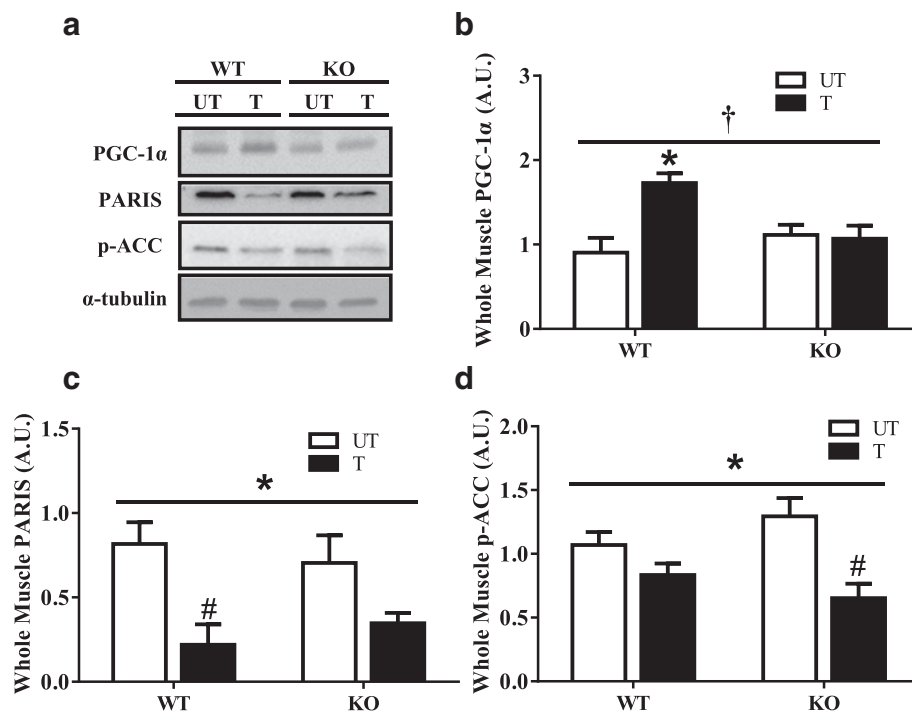 a
WT KO
UT T UT T
PGC-1α
PARIS
p-ACC
α-tubulin
b
Whole Muscle PGC-1α (A.U.)
3
2
1
0
UT
T
†
*
WT KO
c
Whole Muscle PARIS (A.U.)
1.5
1.0
0.5
0.0
UT
T
*
#
WT KO
d
Whole Muscle p-ACC (A.U.)
2.0
1.5
1.0
0.5
0.0
UT
T
*
#
WT KO